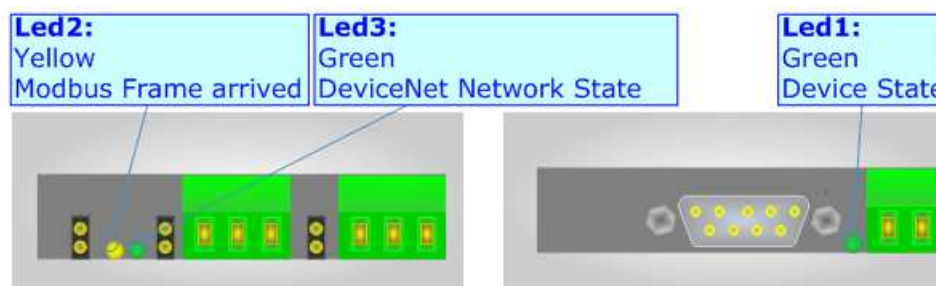 Led2:
Yellow
Modbus Frame arrived
Led3:
Green
DeviceNet Network State
Led1:
Green
Device State